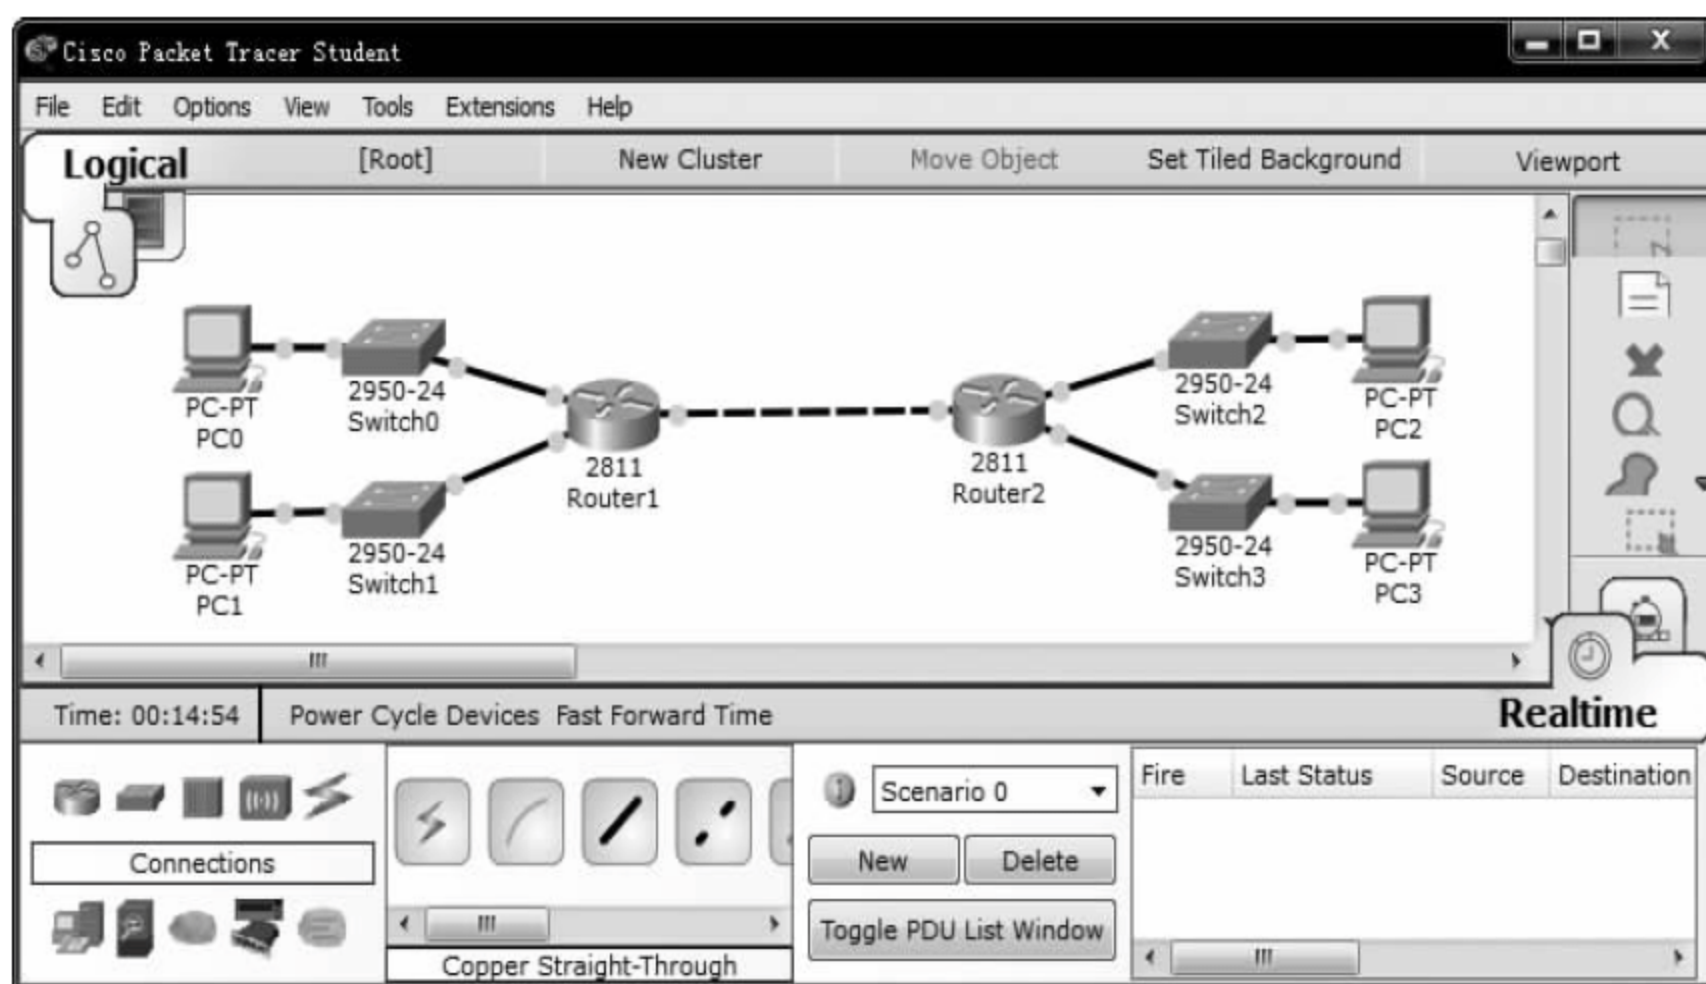 Cisco Packet Tracer Student
File Edit Options View Tools Extensions Help
Logical [Root] New Cluster Move Object Set Tiled Background Viewport
PC-PT
PC0
2950-24
Switch0
2811
Router1
2811
Router2
2950-24
Switch2
PC-PT
PC2
PC-PT
PC1
2950-24
Switch1
2950-24
Switch3
PC-PT
PC3
Time: 00:14:54 Power Cycle Devices Fast Forward Time Realtime
Connections
Copper Straight-Through
Scenario 0
New Delete
Toggle PDU List Window
Fire Last Status Source Destination